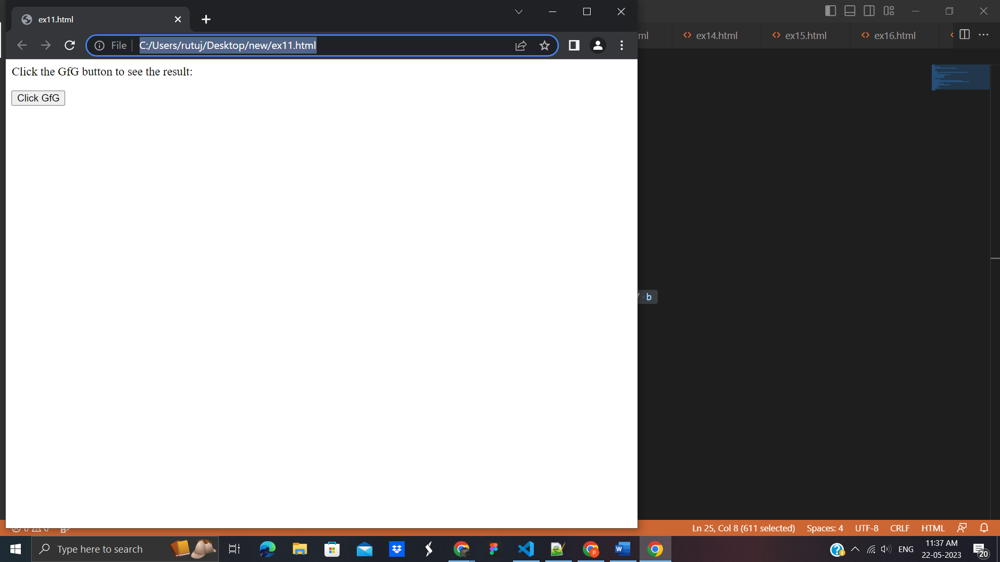 ex11.html
File C:/Users/rutuj/Desktop/new/ex11.html
ml ex14.html ex15.html ex16.html
Click the GfG button to see the result:
Click GfG
b
Ln 25, Col 8 (611 selected) Spaces: 4 UTF-8 CRLF HTML
Type here to search
W
p
ENG
11:37 AM
22-05-2023
20